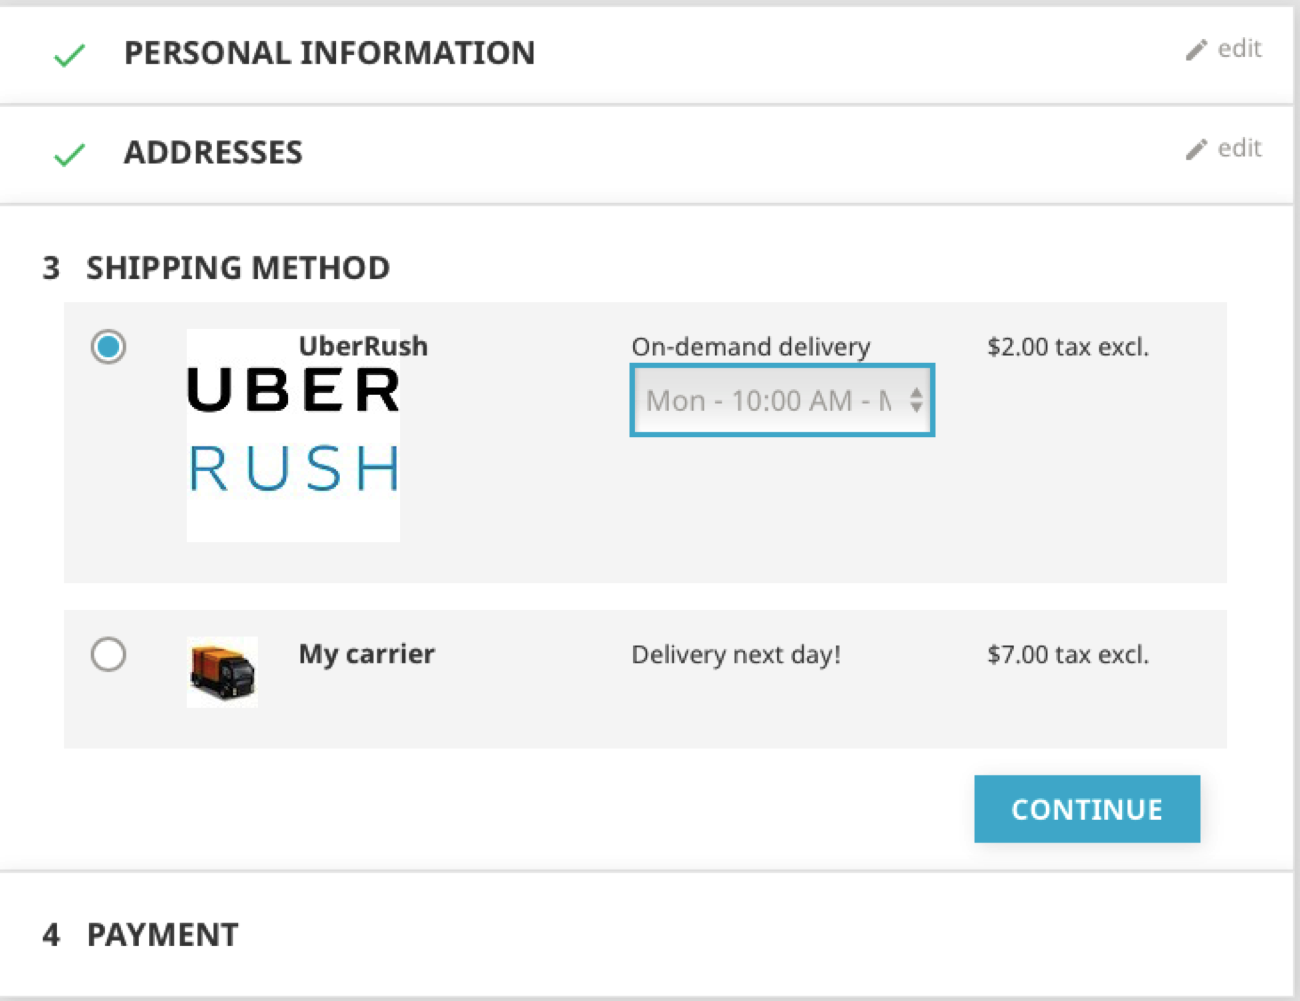 PERSONAL INFORMATION
edit
ADDRESSES
edit
3 SHIPPING METHOD
UberRush
UBER
RUSH
On-demand delivery
$2.00 tax excl.
Mon - 10:00 AM -
My carrier
Delivery next day!
$7.00 tax excl.
CONTINUE
4 PAYMENT